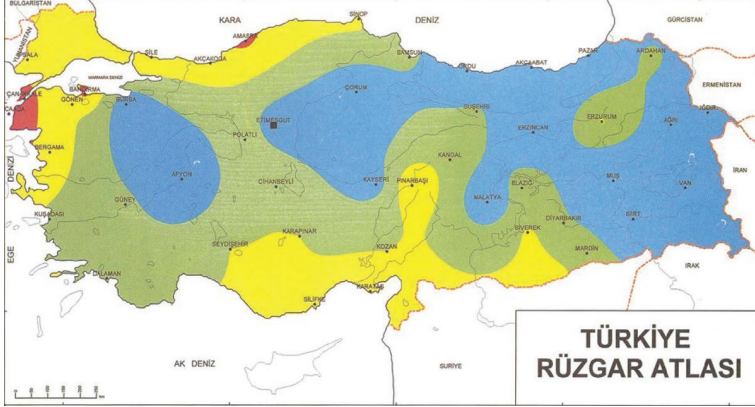 BULGARİSTAN
KARA
DENİZ
GÜRCİSTAN
YUNANİSTAN
SİNOP
AMASRA
ŞİLE
AKÇAKOCA
SAMSUN
ORDU
AKÇAABAT
PAZAR
ARDAHAN
MARMARA DENİZİ
ERMENİSTAN
BANDIRMA
GÖNEN
BURSA
ÇORUM
SUŞEHRİ
IĞDIR
ETİMESGUT
ERZURUM
AĞRI
ERZİNCAN
POLATLI
BERGAMA
KANGAL
EGE
DENİZİ
İRAN
AFYON
CİHANBEYLİ
KAYSERİ
PINARBAŞI
ELAZIĞ
MUŞ
VAN
GÜNEY
MALATYA
KUŞADASI
DİYARBAKIR
SİİRT
SİVEREK
KARAPINAR
SEYDİŞEHİR
KOZAN
MARDİN
IRAK
DALAMAN
KARATAŞ
SİLİFKE
AK DENİZ
SURİYE
TÜRKİYE
RÜZGAR ATLASI